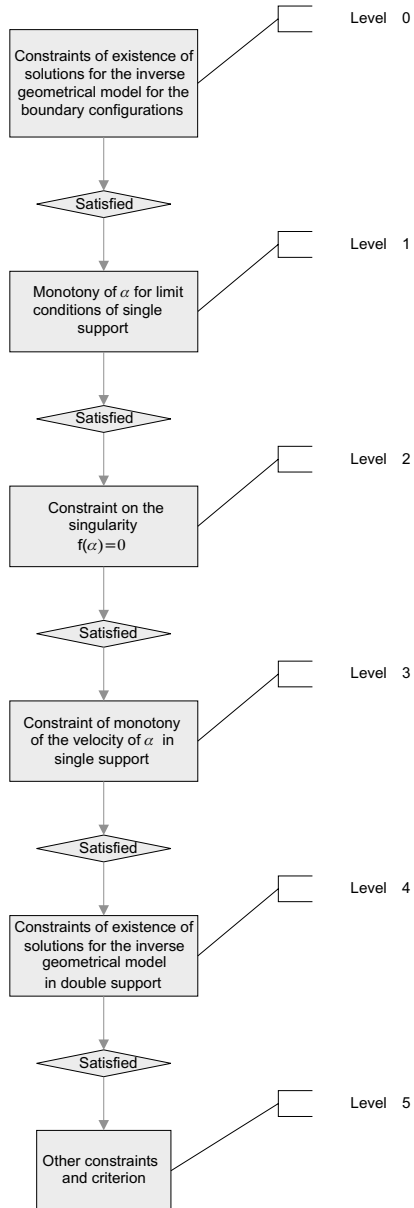 Level 0
Constraints of existence of
solutions for the inverse
geometrical model for the
boundary configurations
Satisfied
Level 1
Monotony of α for limit
conditions of single
support
Satisfied
Level 2
Constraint on the
singularity
f(α)=0
Satisfied
Level 3
Constraint of monotony
of the velocity of α in
single support
Satisfied
Level 4
Constraints of existence of
solutions for the inverse
geometrical model
in double support
Satisfied
Level 5
Other constraints
and criterion